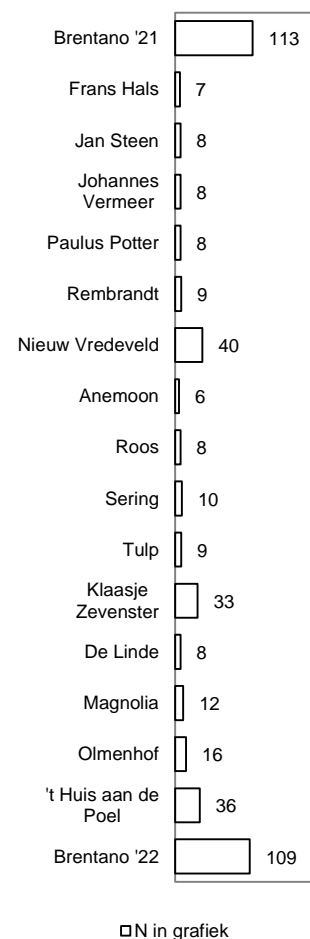 Brentano '21 113
Frans Hals 7
Jan Steen 8
Johannes
Vermeer 8
Paulus Potter 8
Rembrandt 9
Nieuw Vredeveld 40
Anemoon 6
Roos 8
Sering 10
Tulp 9
Klaasje
Zevenster 33
De Linde 8
Magnolia 12
Olmenhof 16
't Huis aan de
Poel 36
Brentano '22 109
N in grafiek